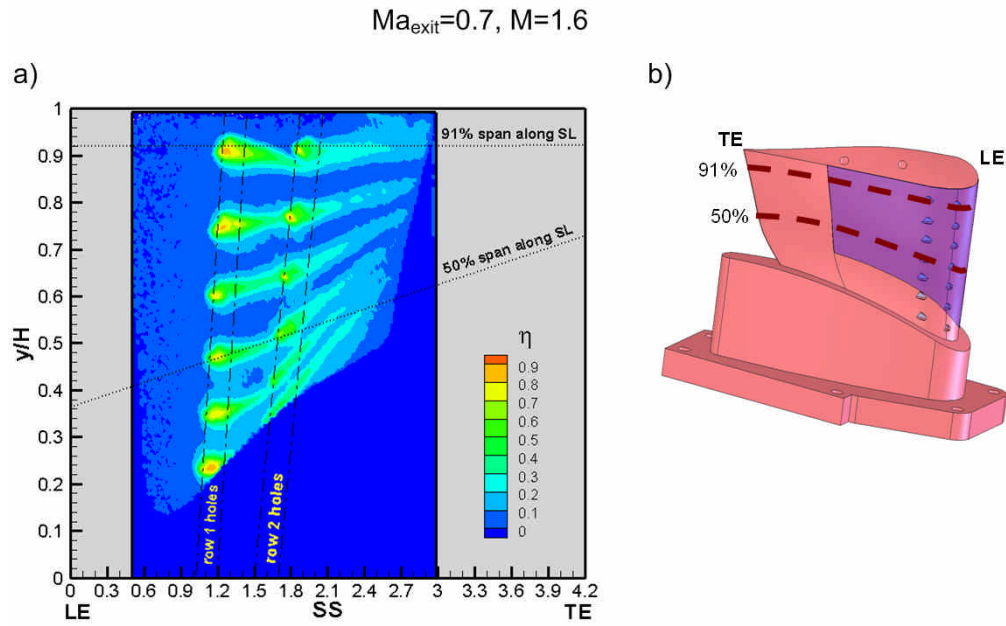 Ma_exit=0.7, M=1.6
a)
b)
1
0.9
0.8
0.7
0.6
0.5
0.4
0.3
0.2
0.1
0
y/H
91% span along SL
50% span along SL
η
0.9
0.8
0.7
0.6
0.5
0.4
0.3
0.2
0.1
0
row 1 holes
row 2 holes
0 0.3 0.6 0.9 1.2 1.5 1.8 2.1 2.4 2.7 3 3.3 3.6 3.9 4.2
LE SS TE
TE
LE
91%
50%